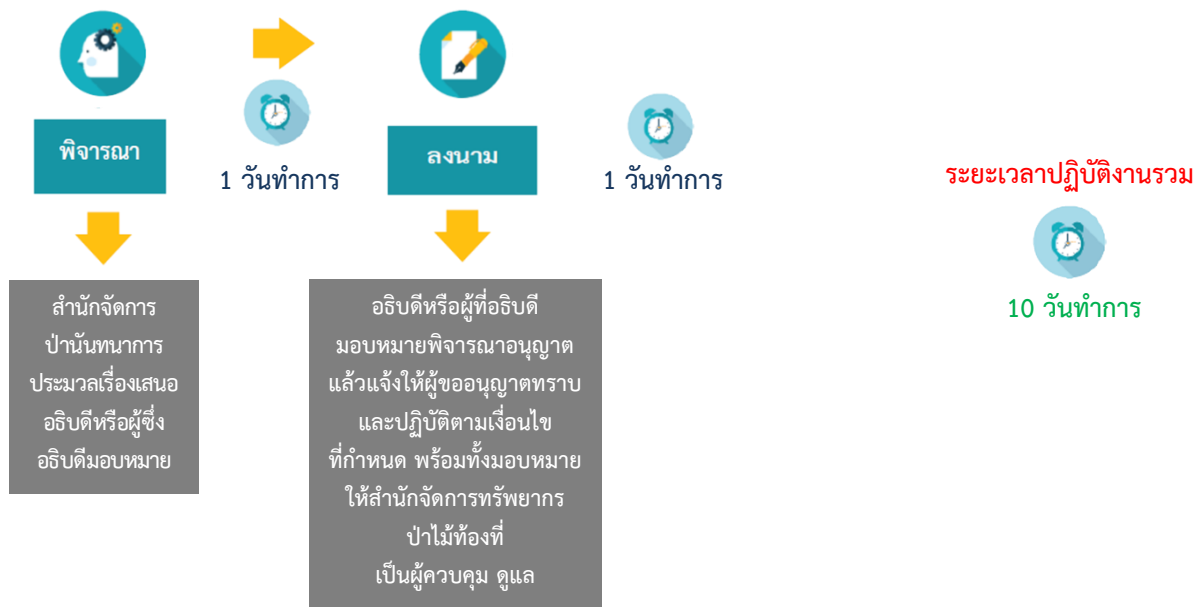 พิจารณา
1 วันทำการ
ลงนาม
1 วันทำการ
ระยะเวลาปฏิบัติงานรวม
10 วันทำการ
สำนักจัดการ
ป่านันทนาการ
ประมวลเรื่องเสนอ
อธิบดีหรือผู้ซึ่ง
อธิบดีมอบหมาย
อธิบดีหรือผู้ที่อธิบดี
มอบหมายพิจารณาอนุญาต
แล้วแจ้งให้ผู้ขออนุญาตทราบ
และปฏิบัติตามเงื่อนไข
ที่กำหนด พร้อมทั้งมอบหมาย
ให้สำนักจัดการทรัพยากร
ป่าไม้ท้องที่
เป็นผู้ควบคุม ดูแล